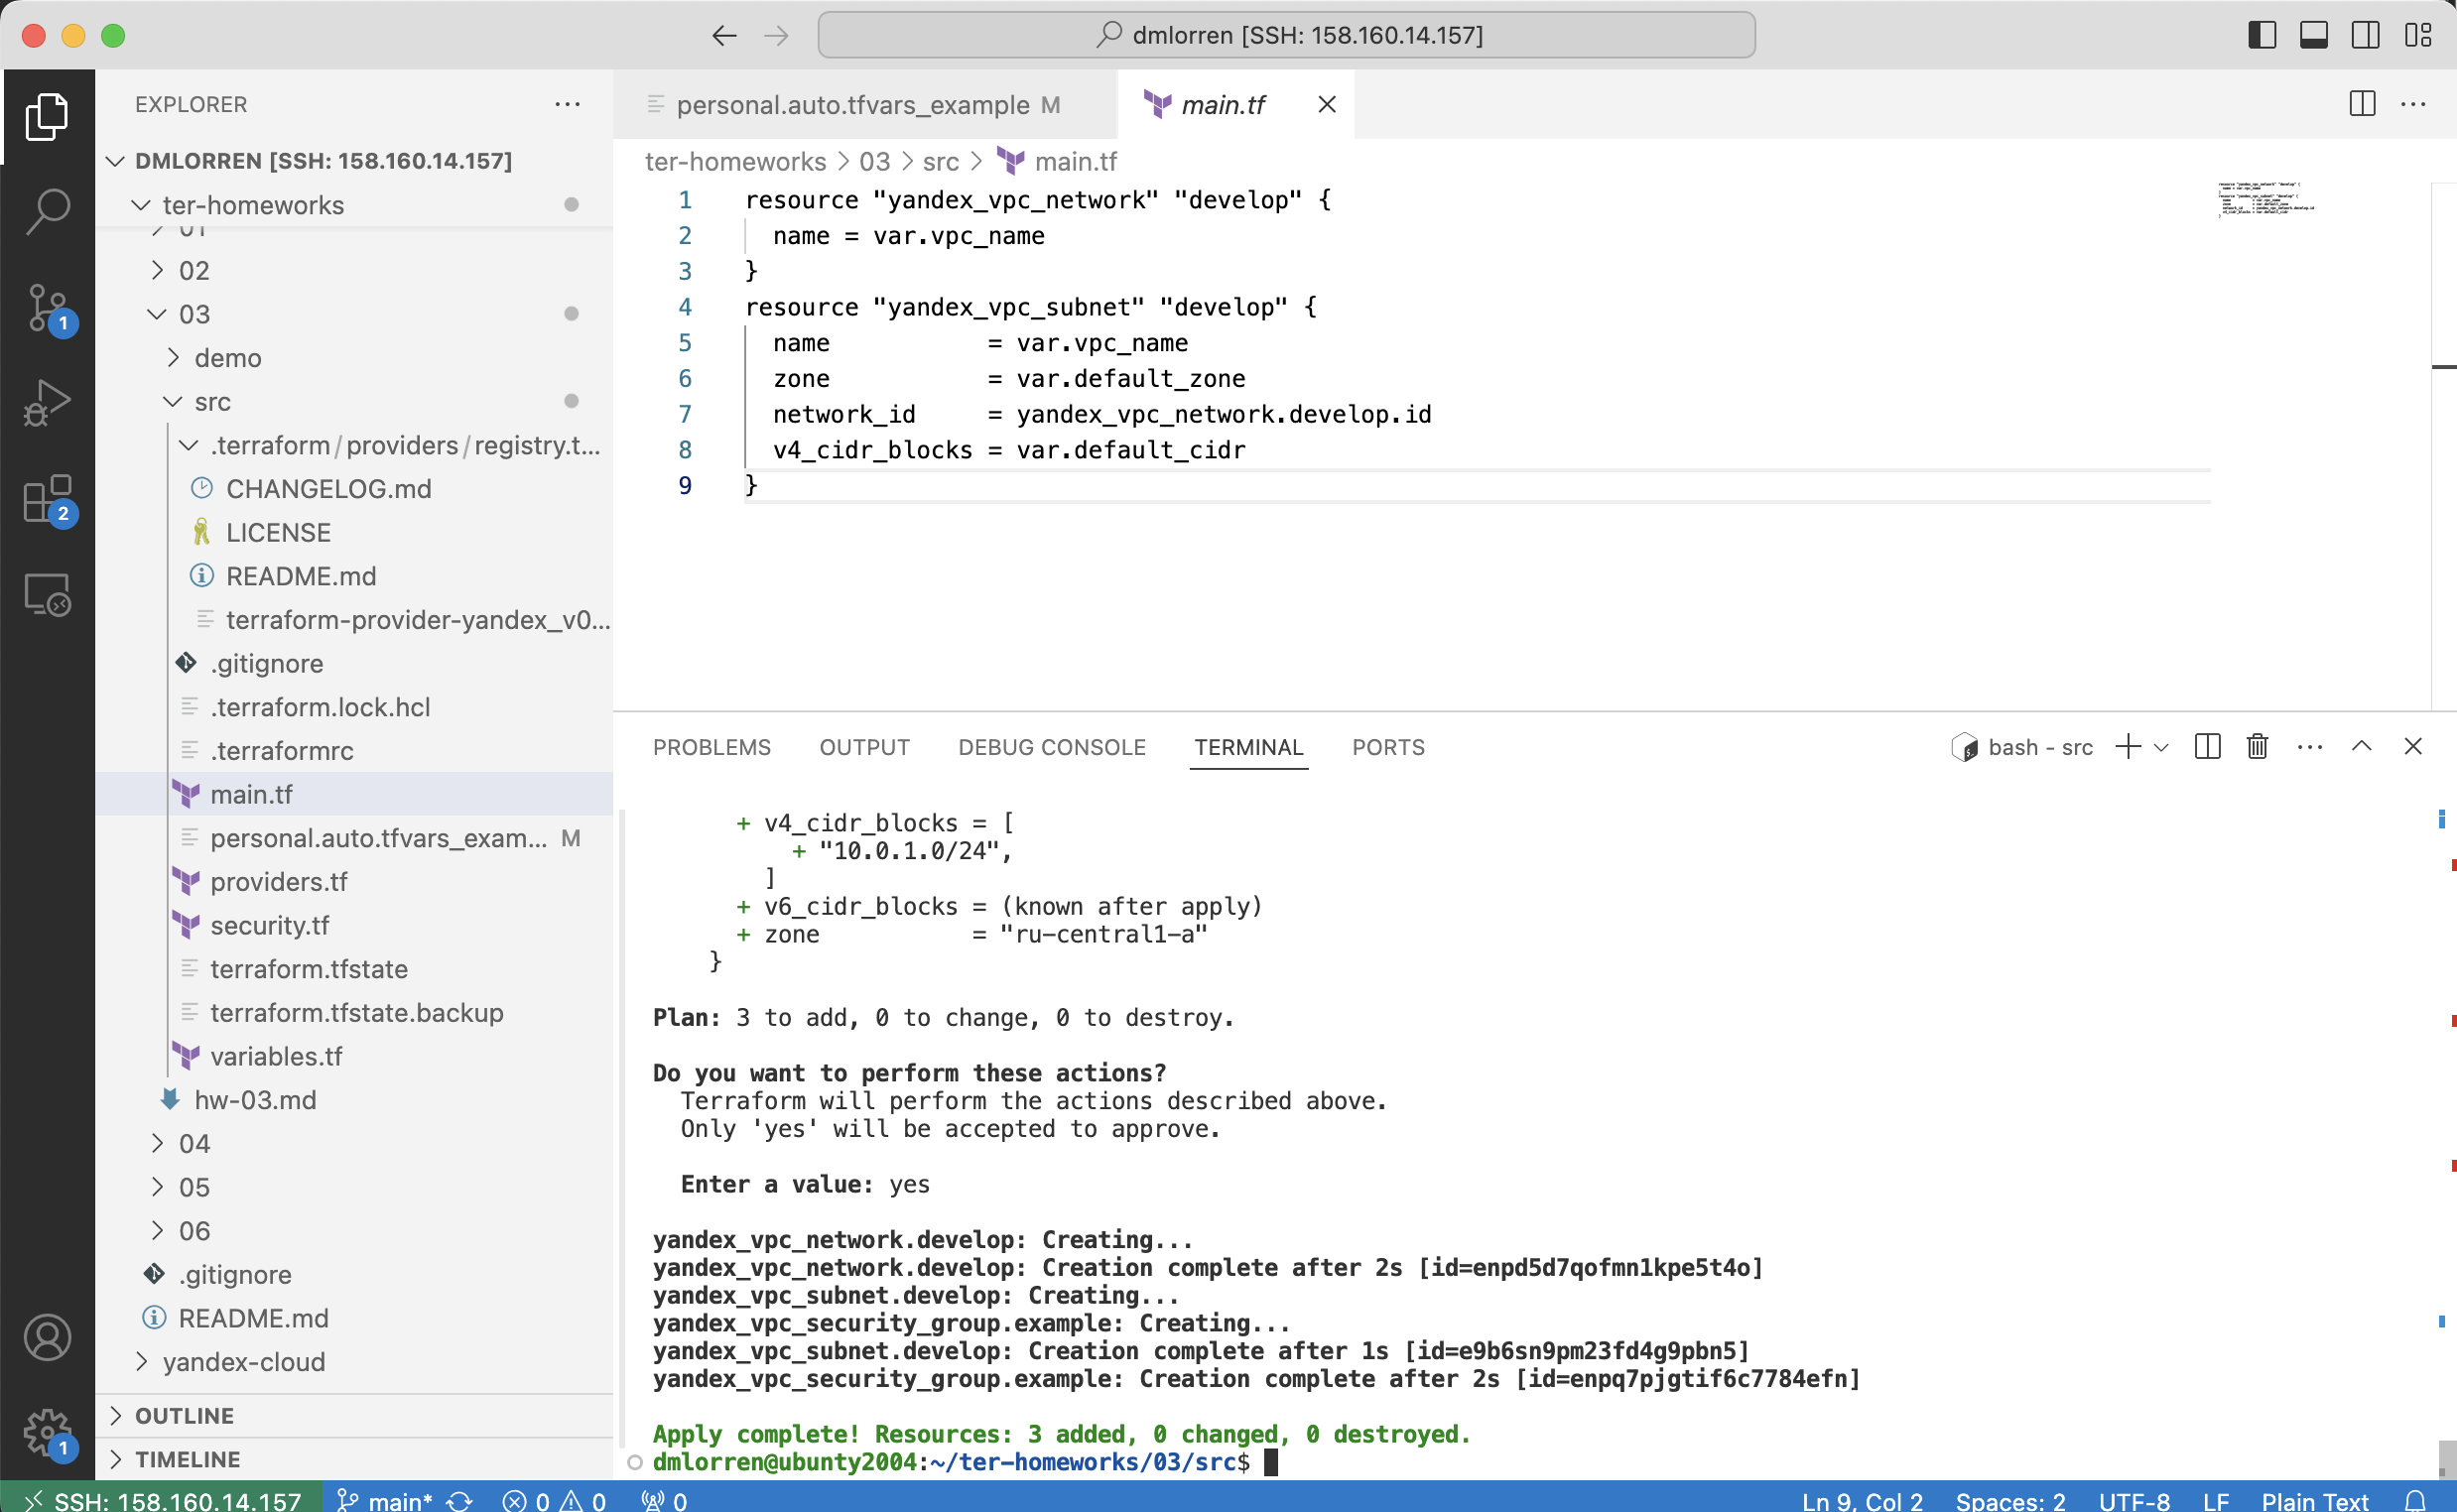 dmlorren [SSH: 158.160.14.157]
EXPLORER
DMLORREN [SSH: 158.160.14.157]
ter-homeworks
01
02
03
demo
src
.terraform/providers/registry.t...
CHANGELOG.md
LICENSE
README.md
terraform-provider-yandex_v0...
.gitignore
.terraform.lock.hcl
.terraformrc
main.tf
personal.auto.tfvars_exam... M
providers.tf
security.tf
terraform.tfstate
terraform.tfstate.backup
variables.tf
hw-03.md
04
05
06
.gitignore
README.md
yandex-cloud
OUTLINE
TIMELINE
1
2
1
personal.auto.tfvars_example M
main.tf
ter-homeworks > 03 > src > main.tf
1 resource "yandex_vpc_network" "develop" {
2 name = var.vpc_name
3 }
4 resource "yandex_vpc_subnet" "develop" {
5 name = var.vpc_name
6 zone = var.default_zone
7 network_id = yandex_vpc_network.develop.id
8 v4_cidr_blocks = var.default_cidr
9 }
PROBLEMS OUTPUT DEBUG CONSOLE TERMINAL PORTS
bash - src
+ v4_cidr_blocks = [
+ "10.0.1.0/24",
]
+ v6_cidr_blocks = (known after apply)
+ zone = "ru-central1-a"
}
Plan: 3 to add, 0 to change, 0 to destroy.
Do you want to perform these actions?
Terraform will perform the actions described above.
Only 'yes' will be accepted to approve.
Enter a value: yes
yandex_vpc_network.develop: Creating...
yandex_vpc_network.develop: Creation complete after 2s [id=enpd5d7qofmn1kpe5t4o]
yandex_vpc_subnet.develop: Creating...
yandex_vpc_security_group.example: Creating...
yandex_vpc_subnet.develop: Creation complete after 1s [id=e9b6sn9pm23fd4g9pbn5]
yandex_vpc_security_group.example: Creation complete after 2s [id=enpq7pjgtif6c7784efn]
Apply complete! Resources: 3 added, 0 changed, 0 destroyed.
dmlorren@ubunty2004:~/ter-homeworks/03/src$
SSH: 158.160.14.157 main* 0 0 0 Ln 9, Col 2 Spaces: 2 UTF-8 LF Plain Text